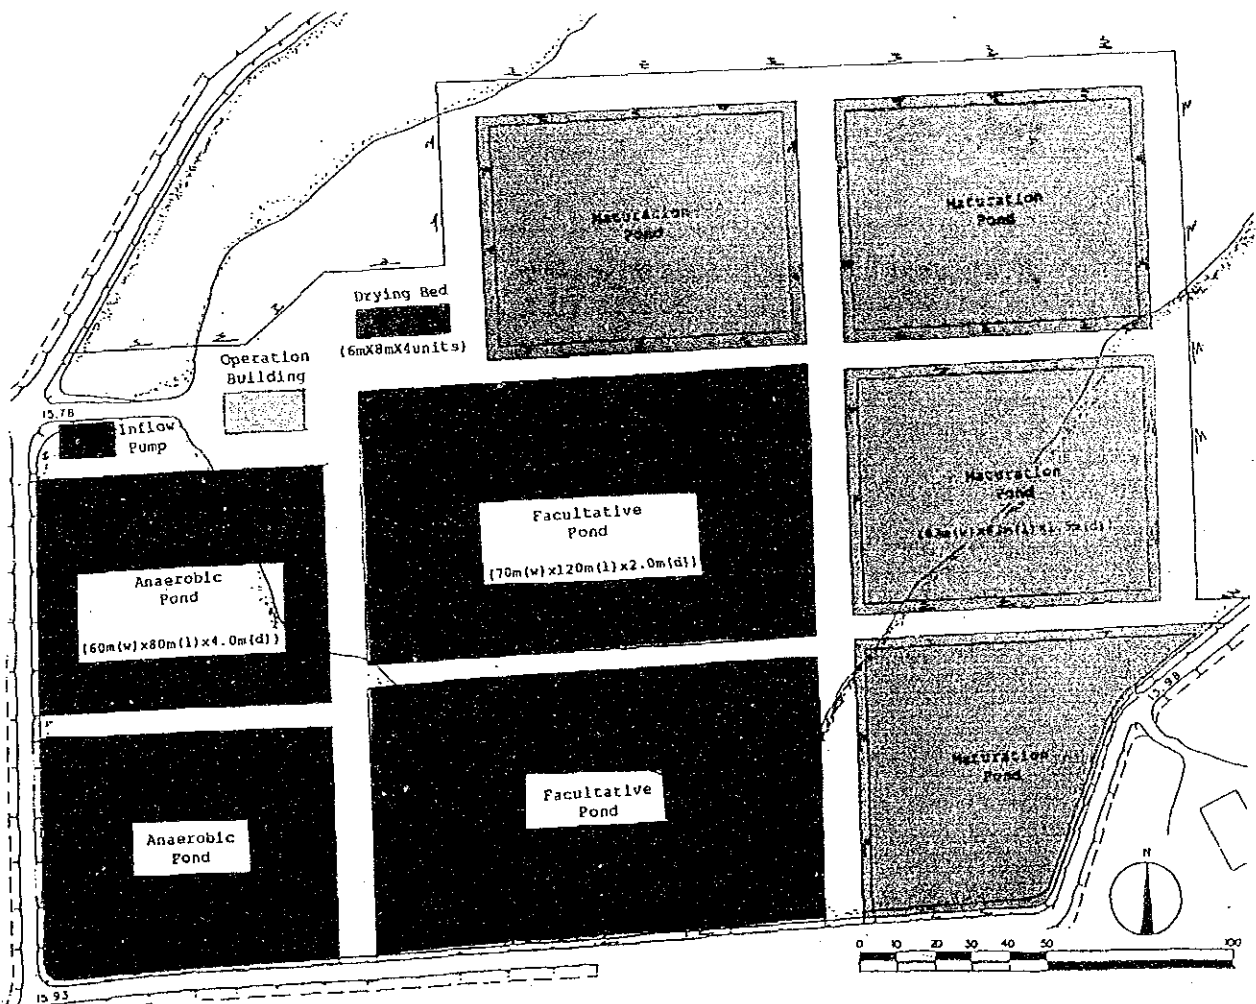 Maturation
Pond
Maturation
Pond
Drying Bed
(6mX8mX4units)
Operation
Building
15.78
Inflow
Pump
Facultative
Pond
(70m(w)x120m(l)x2.0m(d))
Maturation
Pond
Anaerobic
Pond
(60m(w)x80m(l)x4.0m(d))
15.98
Maturation
Pond
Facultative
Pond
Anaerobic
Pond
N
0 10 20 30 40 50 100
15.93